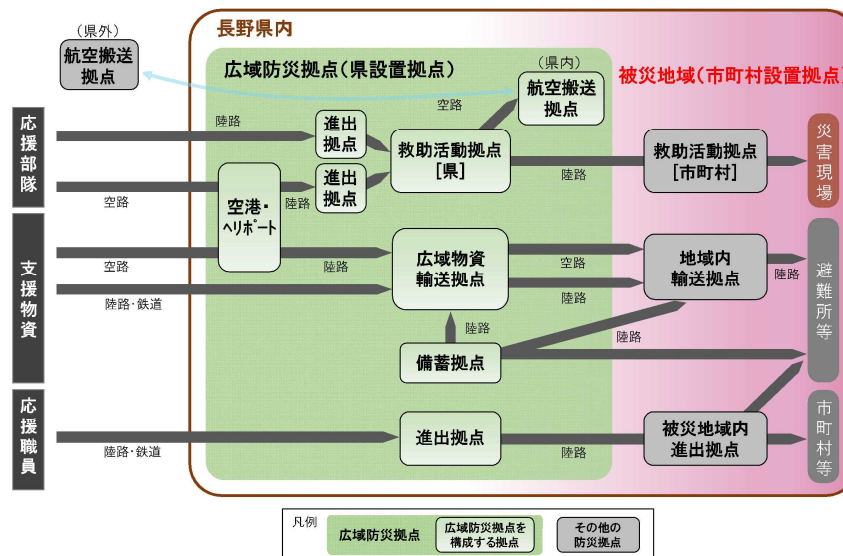 (県外)
航空搬送
拠点
長野県内
広域防災拠点(県設置拠点)
(県内)
航空搬送
拠点
被災地域(市町村設置拠点)
応援部隊
陸路
進出
拠点
空路
救助活動拠点
[県]
陸路
救助活動拠点
[市町村]
災害現場
空路
空港・
ヘリポート
陸路
進出
拠点
支援物資
空路
陸路
広域物資
輸送拠点
空路
地域内
輸送拠点
陸路
避難所等
陸路・鉄道
陸路
陸路
陸路
備蓄拠点
応援職員
陸路・鉄道
進出拠点
陸路
被災地域内
進出拠点
市町村等
凡例
広域防災拠点
広域防災拠点を
構成する拠点
その他の
防災拠点